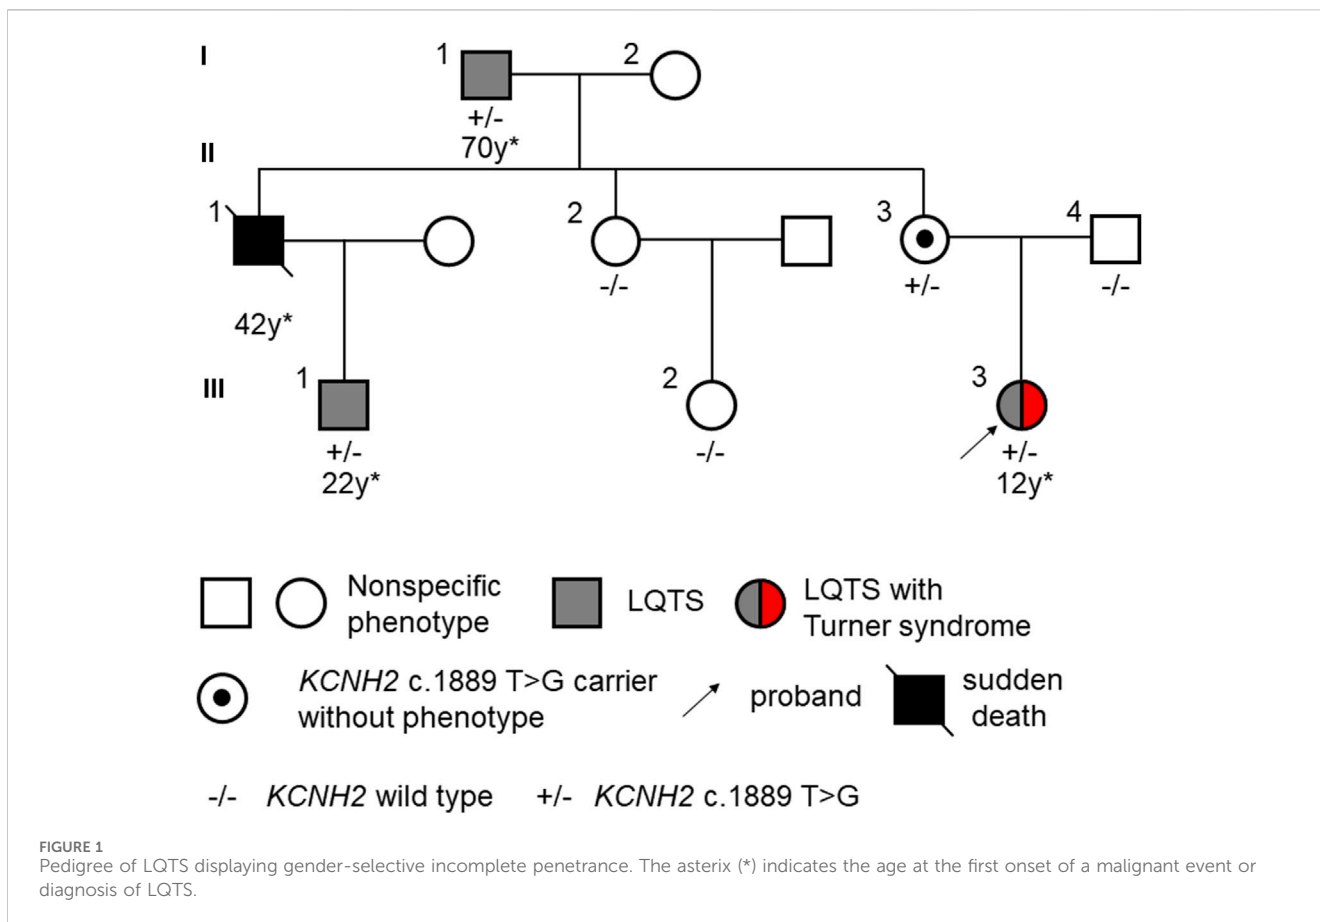 I
1
2
+/-
70y*
II
1
2
3
4
-/-
+/-
-/-
42y*
III
1
2
3
+/-
22y*
-/-
+/-
12y*
Nonspecific
phenotype
LQTS
LQTS with
Turner syndrome
KCNH2 c.1889 T>G carrier
without phenotype
proband
sudden
death
-/- KCNH2 wild type +/- KCNH2 c.1889 T>G
FIGURE 1
Pedigree of LQTS displaying gender-selective incomplete penetrance. The asterix (*) indicates the age at the first onset of a malignant event or
diagnosis of LQTS.